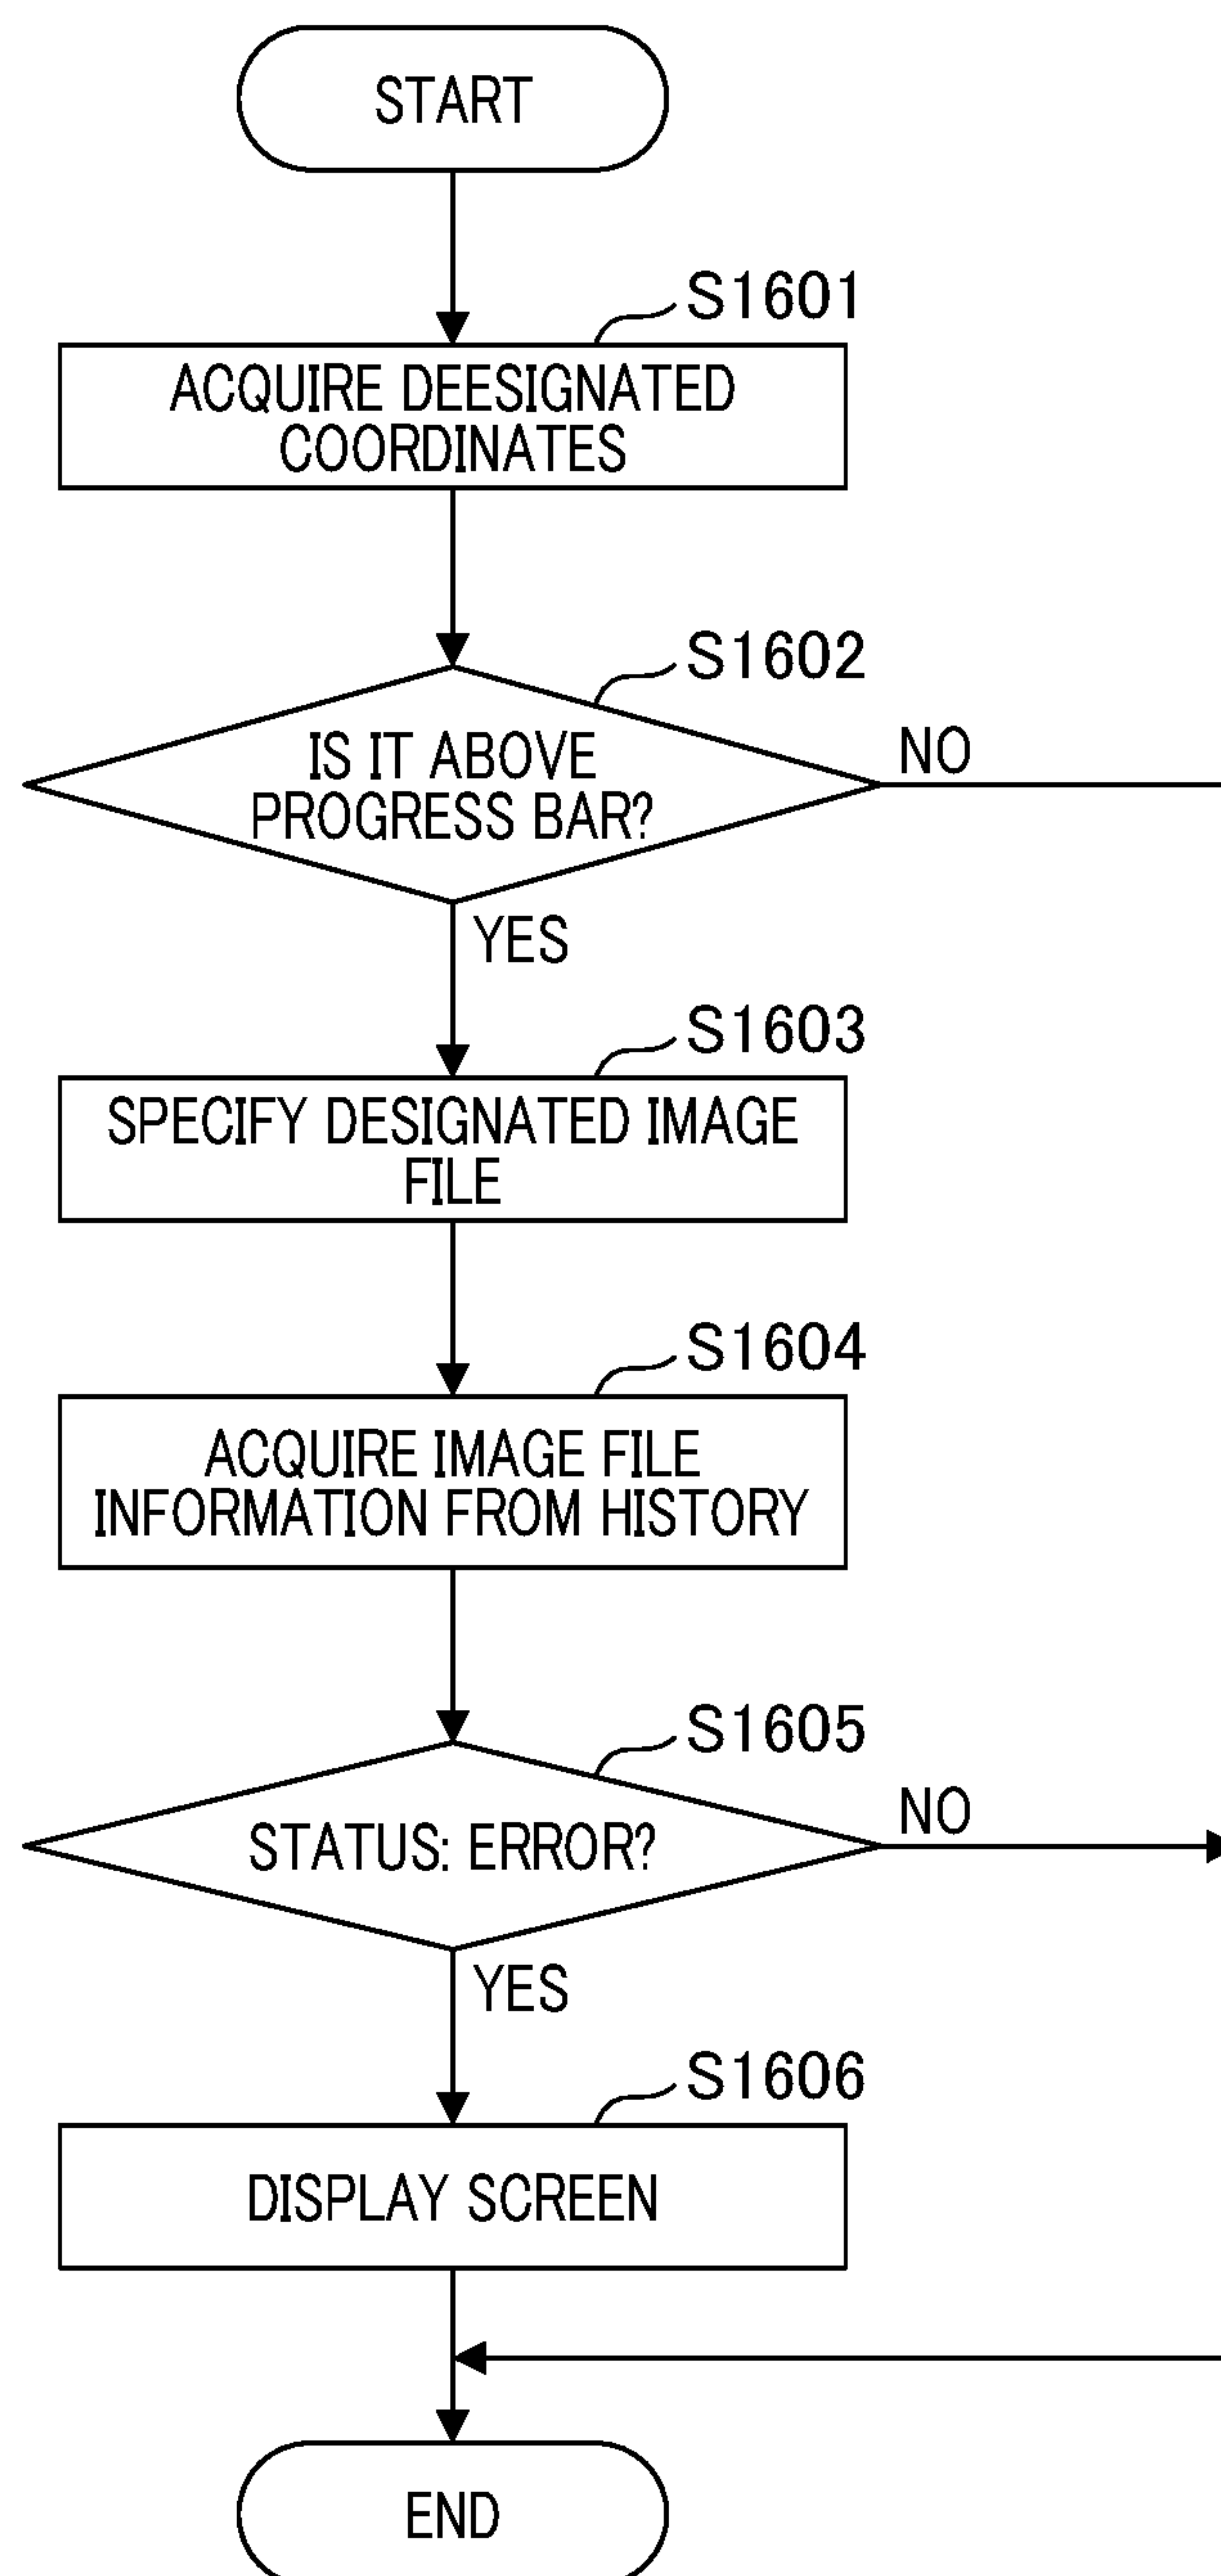 START
S1601
ACQUIRE DEESIGNATED
COORDINATES
S1602
IS IT ABOVE
PROGRESS BAR?
NO
YES
S1603
SPECIFY DESIGNATED IMAGE
FILE
S1604
ACQUIRE IMAGE FILE
INFORMATION FROM HISTORY
S1605
STATUS: ERROR?
NO
YES
S1606
DISPLAY SCREEN
END